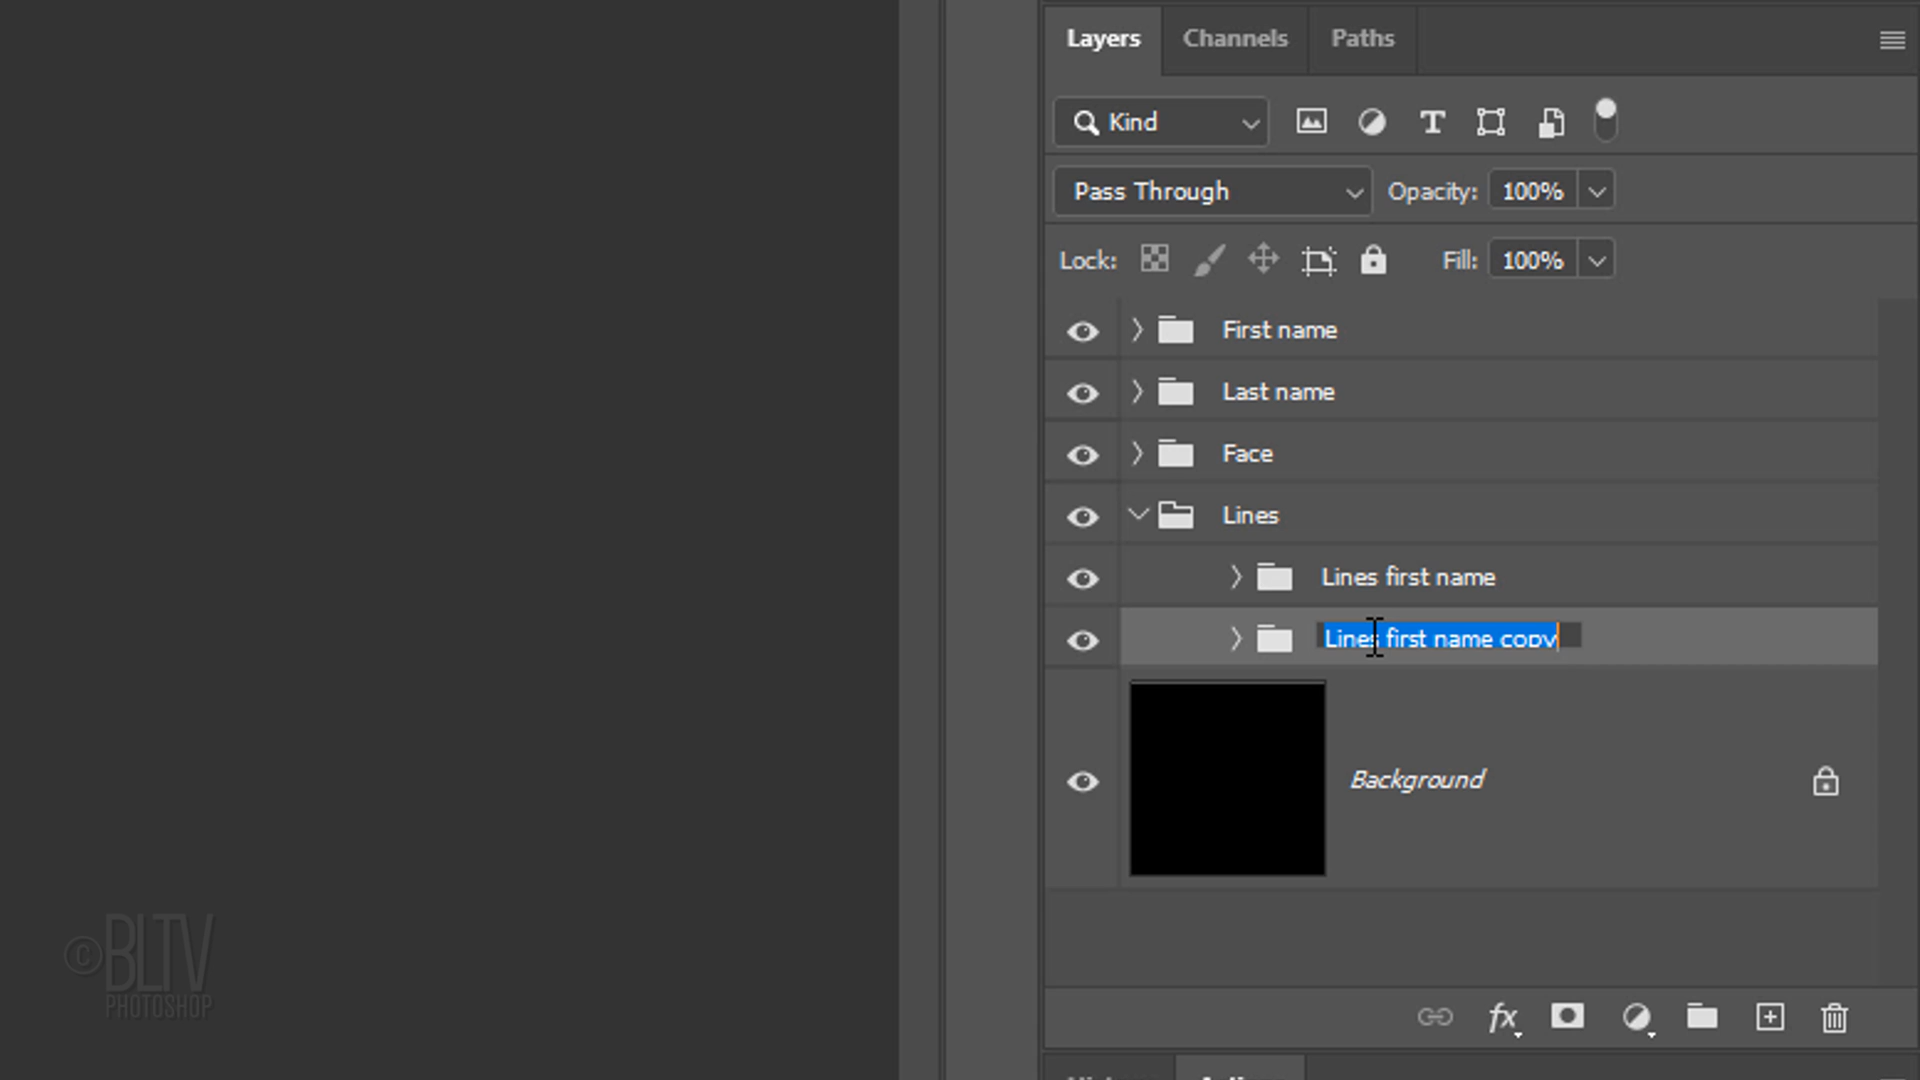 Layers Channels Paths
Kind
Pass Through Opacity: 100%
Lock: Fill: 100%
First name
Last name
Face
Lines
Lines first name
Lines first name copy
Background
fx
©BLTV
PHOTOSHOP